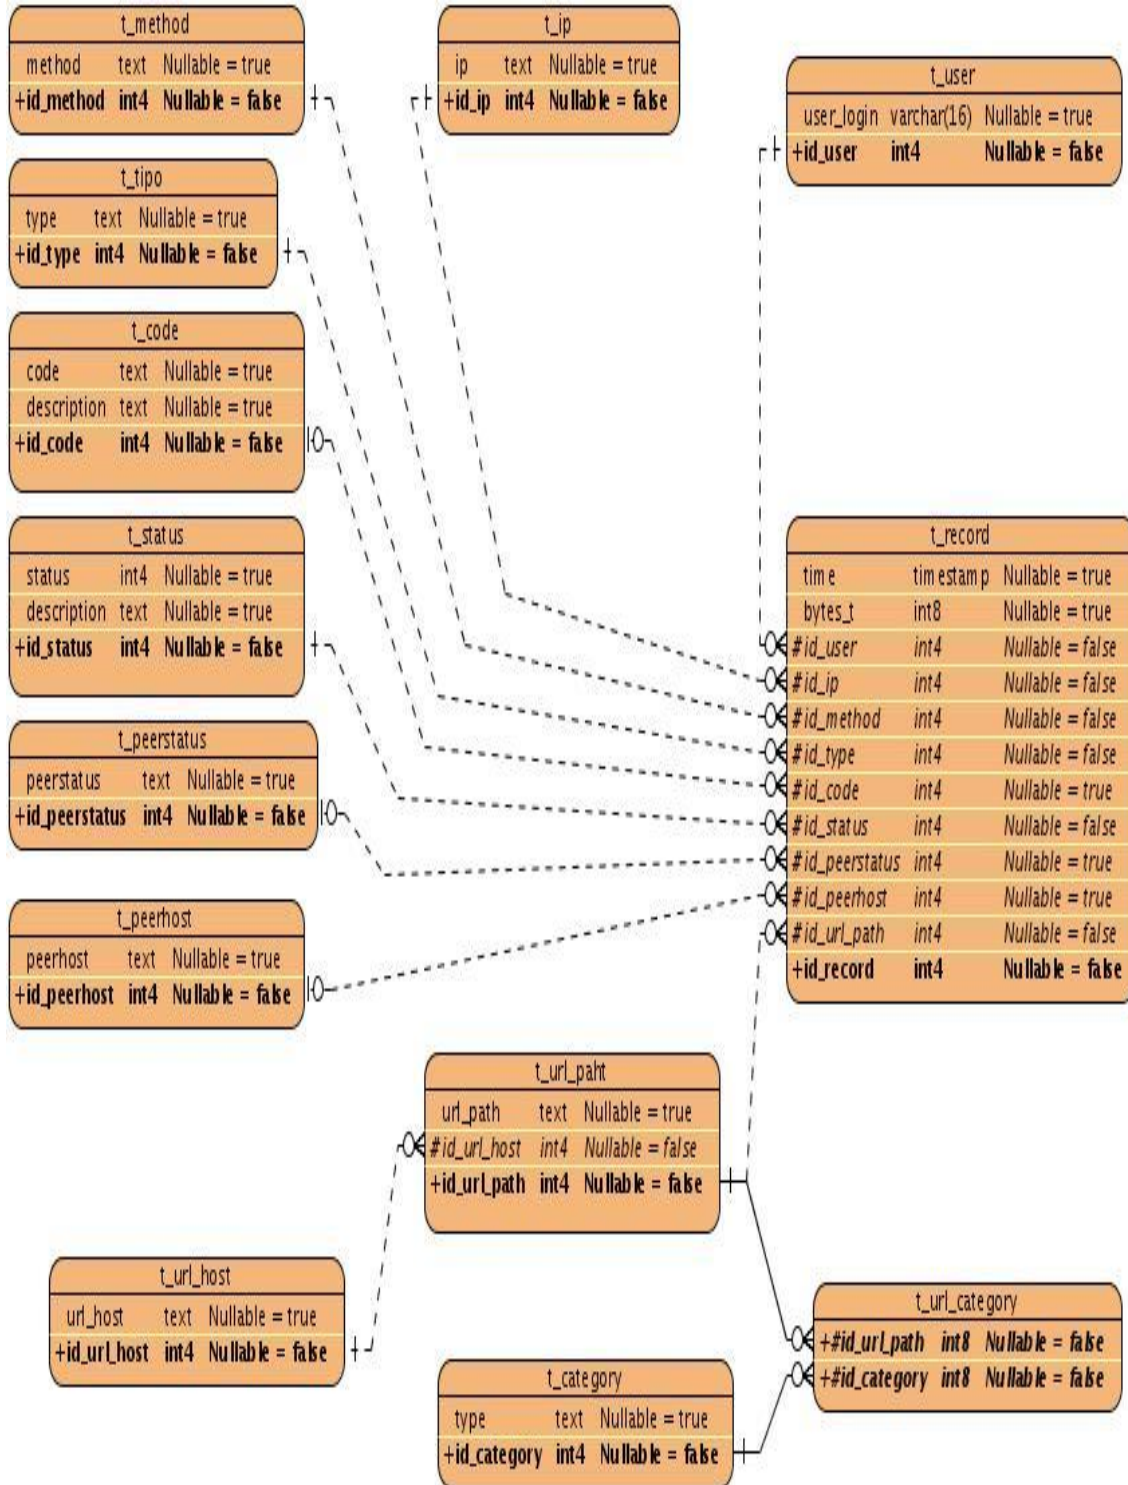 t_method
method text Nullable = true
+id_method int4 Nullable = false
t_ip
ip text Nullable = true
+id_ip int4 Nullable = false
t_user
user_login varchar(16) Nullable = true
+id_user int4 Nullable = false
t_tipo
type text Nullable = true
+id_type int4 Nullable = false
t_code
code text Nullable = true
description text Nullable = true
+id_code int4 Nullable = false
t_status
status int4 Nullable = true
description text Nullable = true
+id_status int4 Nullable = false
t_record
time timestamp Nullable = true
bytes_t int8 Nullable = true
#id_user int4 Nullable = false
#id_ip int4 Nullable = false
#id_method int4 Nullable = false
#id_type int4 Nullable = false
#id_code int4 Nullable = true
#id_status int4 Nullable = false
#id_peerstatus int4 Nullable = true
#id_peerhost int4 Nullable = true
#id_url_path int4 Nullable = false
+id_record int4 Nullable = false
t_peerstatus
peerstatus text Nullable = true
+id_peerstatus int4 Nullable = false
t_peerhost
peerhost text Nullable = true
+id_peerhost int4 Nullable = false
t_url_paht
url_path text Nullable = true
#id_url_host int4 Nullable = false
+id_url_path int4 Nullable = false
t_url_host
url_host text Nullable = true
+id_url_host int4 Nullable = false
t_url_category
+#id_url_path int8 Nullable = false
+#id_category int8 Nullable = false
t_category
type text Nullable = true
+id_category int4 Nullable = false